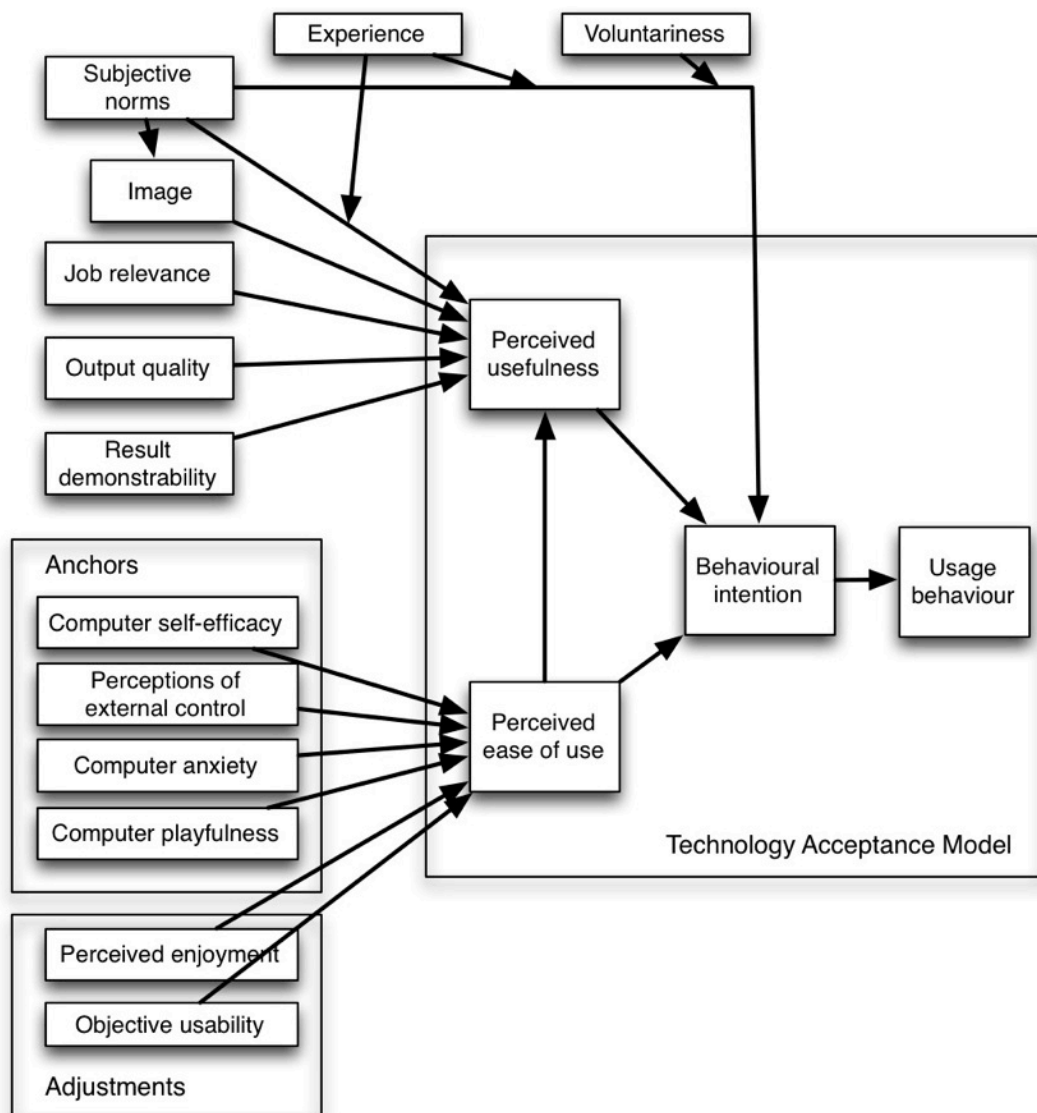 Experience
Voluntariness
Subjective
norms
Image
Job relevance
Output quality
Result
demonstrability
Perceived
usefulness
Behavioural
intention
Usage
behaviour
Anchors
Computer self-efficacy
Perceptions of
external control
Computer anxiety
Computer playfulness
Perceived
ease of use
Technology Acceptance Model
Perceived enjoyment
Objective usability
Adjustments